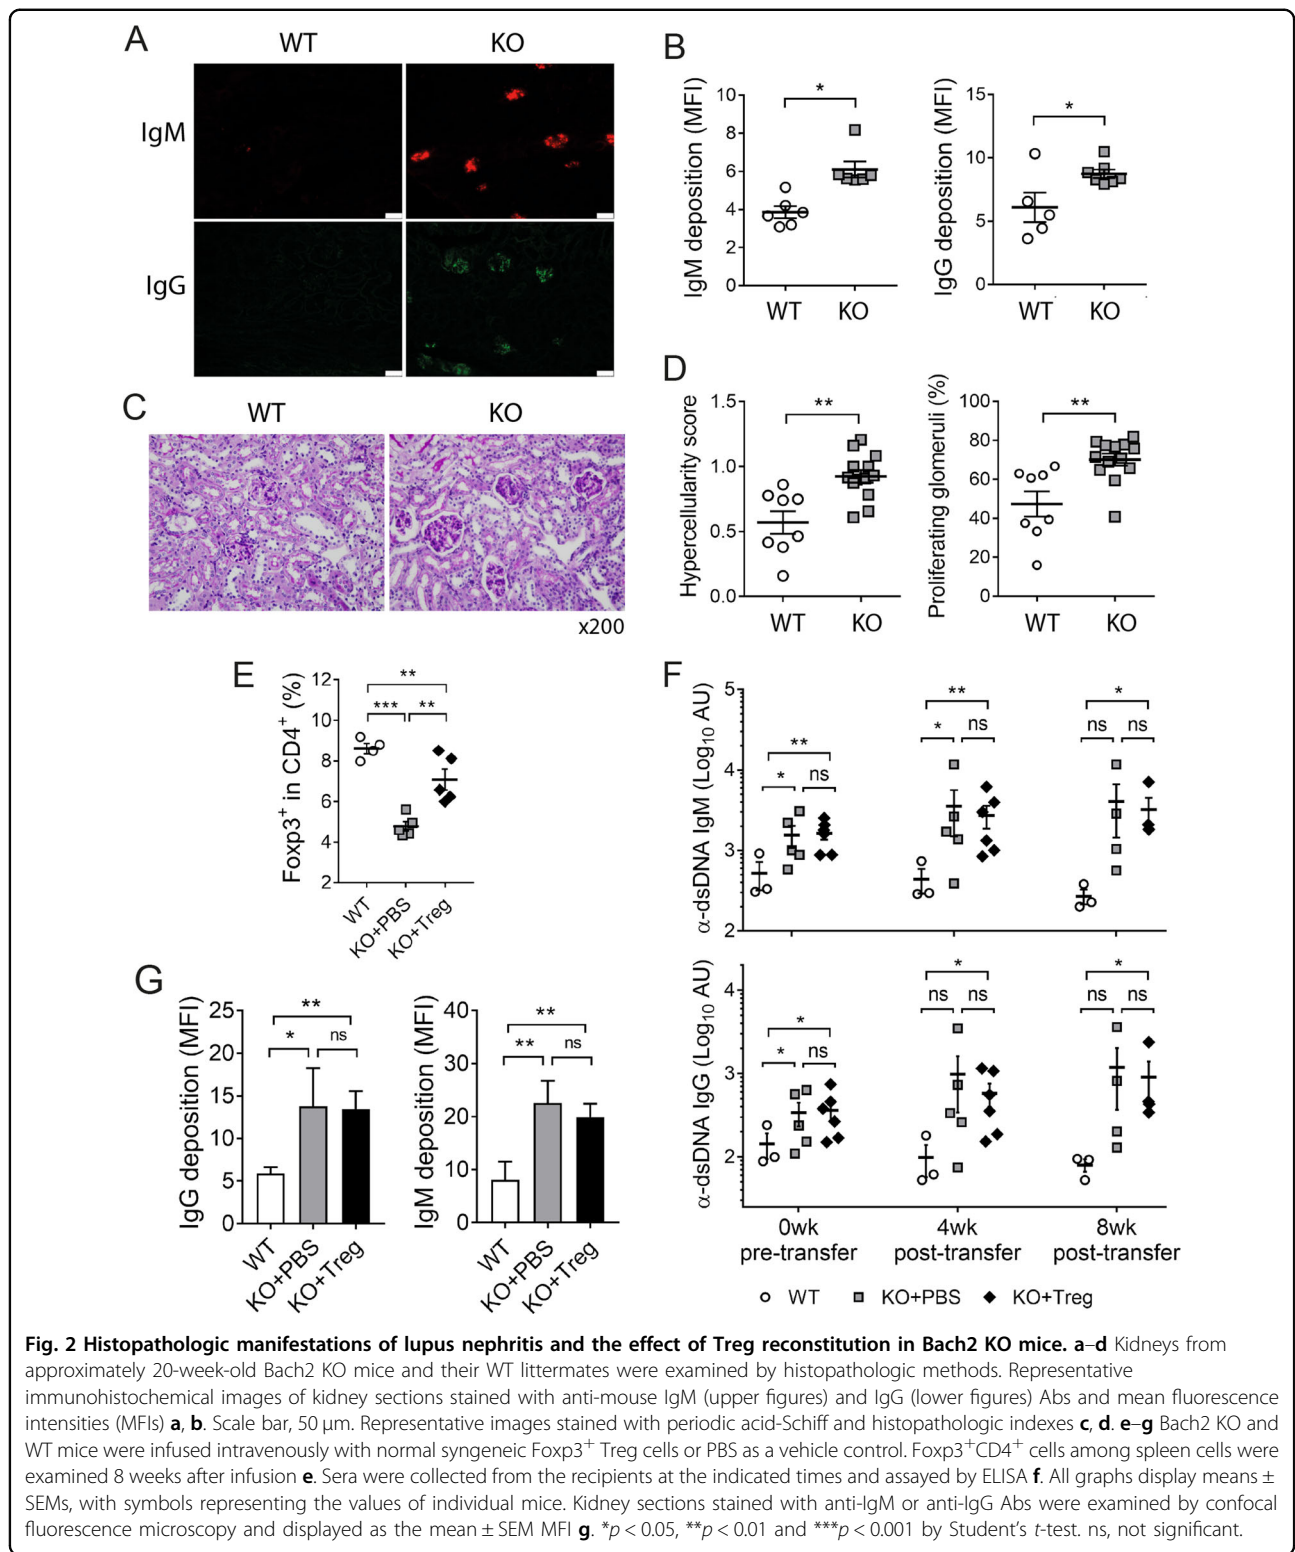 A
WT
KO
IgM
IgG
B
IgM deposition (MFI)
10
8
6
4
2
0
*
WT
KO
IgG deposition (MFI)
15
10
5
0
*
WT
KO
C
WT
KO
x200
D
Hypercellularity score
1.5
1.0
0.5
0.0
**
WT
KO
Proliferating glomeruli (%)
100
80
60
40
20
0
**
WT
KO
E
Foxp3+ in CD4+ (%)
12
10
8
6
4
2
**
*** **
WT
KO+PBS
KO+Treg
F
α-dsDNA IgM (Log10 AU)
5
4
3
2
**
* ns
**
* ns
*
ns ns
α-dsDNA IgG (Log10 AU)
4
3
2
*
* ns
*
ns ns
*
ns ns
0wk
pre-transfer
4wk
post-transfer
8wk
post-transfer
WT KO+PBS KO+Treg
G
IgG deposition (MFI)
25
20
15
10
5
0
**
* ns
WT
KO+PBS
KO+Treg
IgM deposition (MFI)
40
30
20
10
0
**
** ns
WT
KO+PBS
KO+Treg
Fig. 2 Histopathologic manifestations of lupus nephritis and the effect of Treg reconstitution in Bach2 KO mice. a–d Kidneys from
approximately 20-week-old Bach2 KO mice and their WT littermates were examined by histopathologic methods. Representative
immunohistochemical images of kidney sections stained with anti-mouse IgM (upper figures) and IgG (lower figures) Abs and mean fluorescence
intensities (MFIs) a, b. Scale bar, 50 μm. Representative images stained with periodic acid-Schiff and histopathologic indexes c, d. e–g Bach2 KO and
WT mice were infused intravenously with normal syngeneic Foxp3+ Treg cells or PBS as a vehicle control. Foxp3+CD4+ cells among spleen cells were
examined 8 weeks after infusion e. Sera were collected from the recipients at the indicated times and assayed by ELISA f. All graphs display means ±
SEMs, with symbols representing the values of individual mice. Kidney sections stained with anti-IgM or anti-IgG Abs were examined by confocal
fluorescence microscopy and displayed as the mean ± SEM MFI g. *p < 0.05, **p < 0.01 and ***p < 0.001 by Student's t-test. ns, not significant.